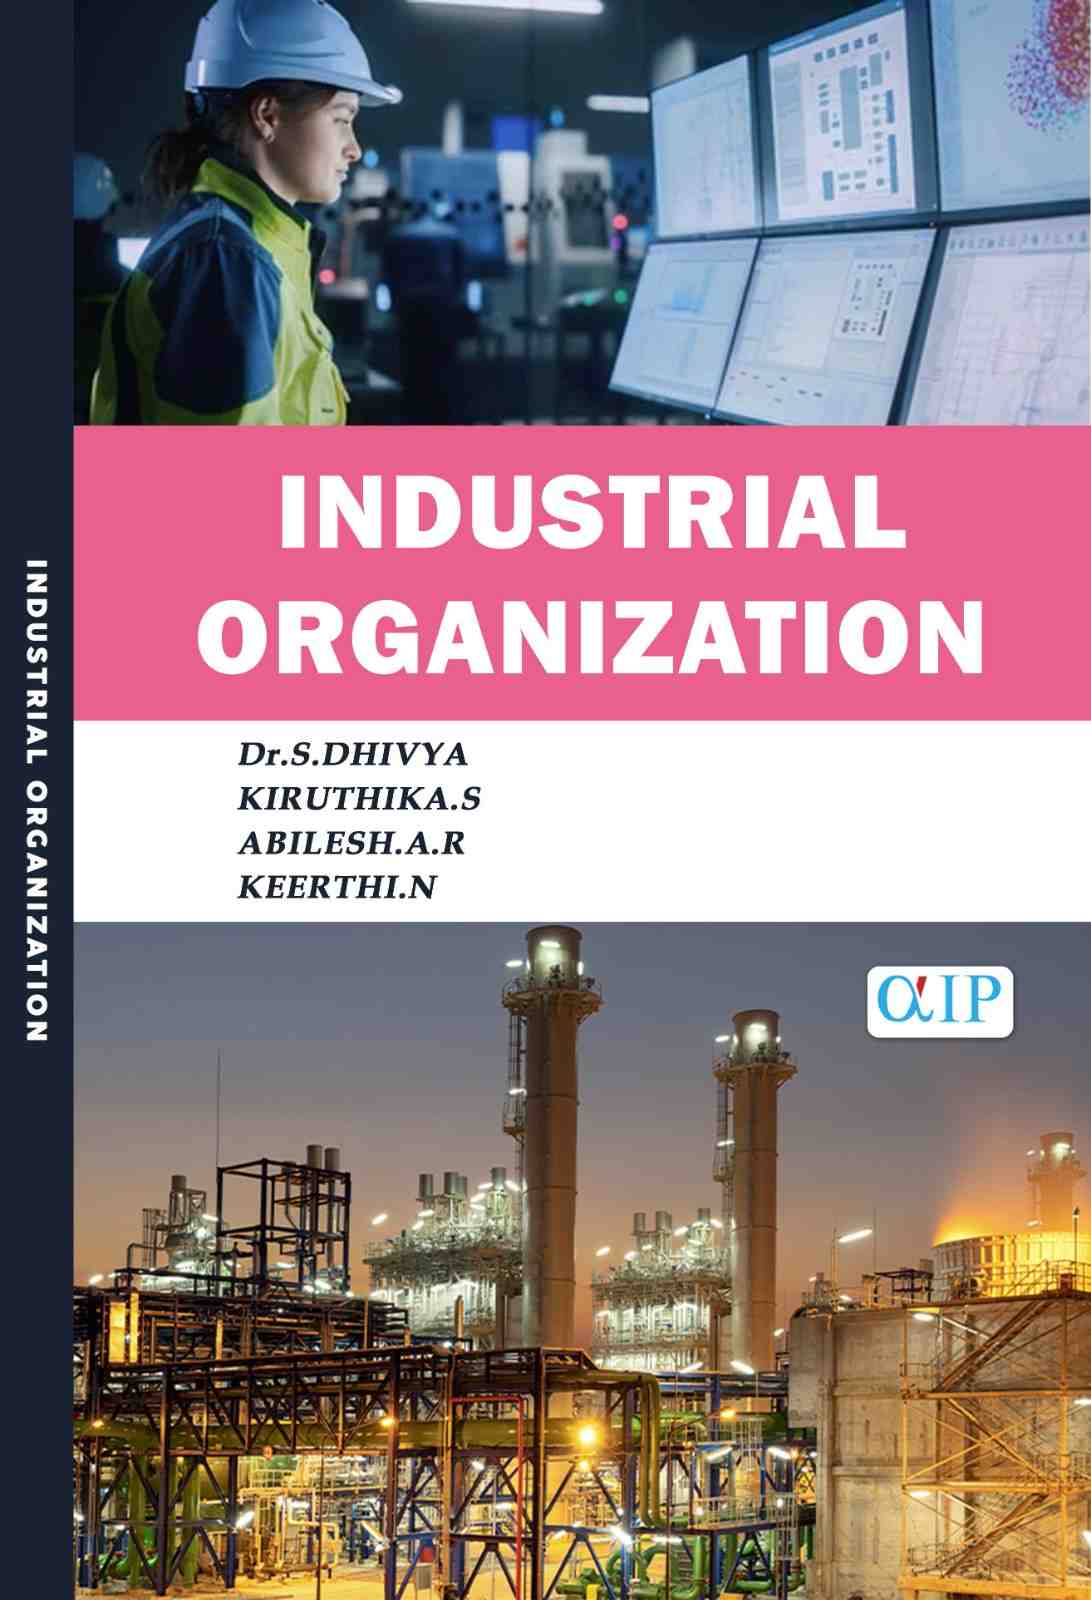 INDUSTRIAL
ORGANIZATION
Dr.S.DHIVYA
KIRUTHIKA.S
ABILESH.A.R
KEERTHI.N
αIP
INDUSTRIAL ORGANIZATION